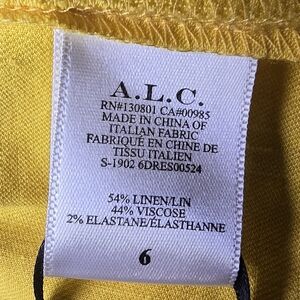 A.L.C.
RN#130801 CA#00985
MADE IN CHINA OF
ITALIAN FABRIC
FABRIQUÉ EN CHINE DE
TISSU ITALIEN
S-1902 6DRES00524
54% LINEN/LIN
44% VISCOSE
2% ELASTANE/ÉLASTHANNE
6